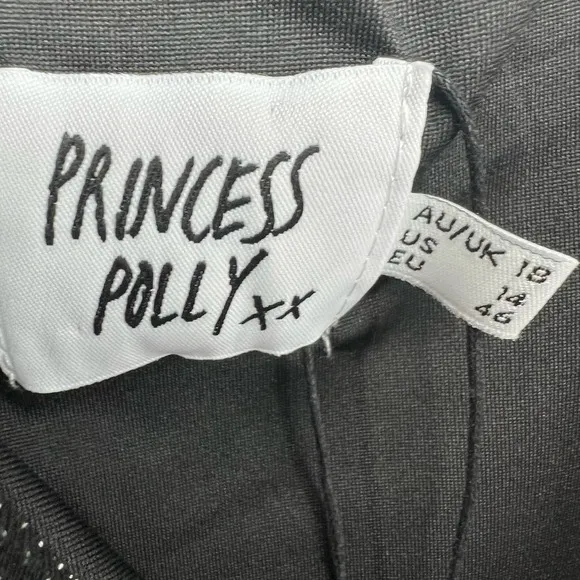 PRINCESS
POLLY xx
AU/UK 18
US 14
EU 46